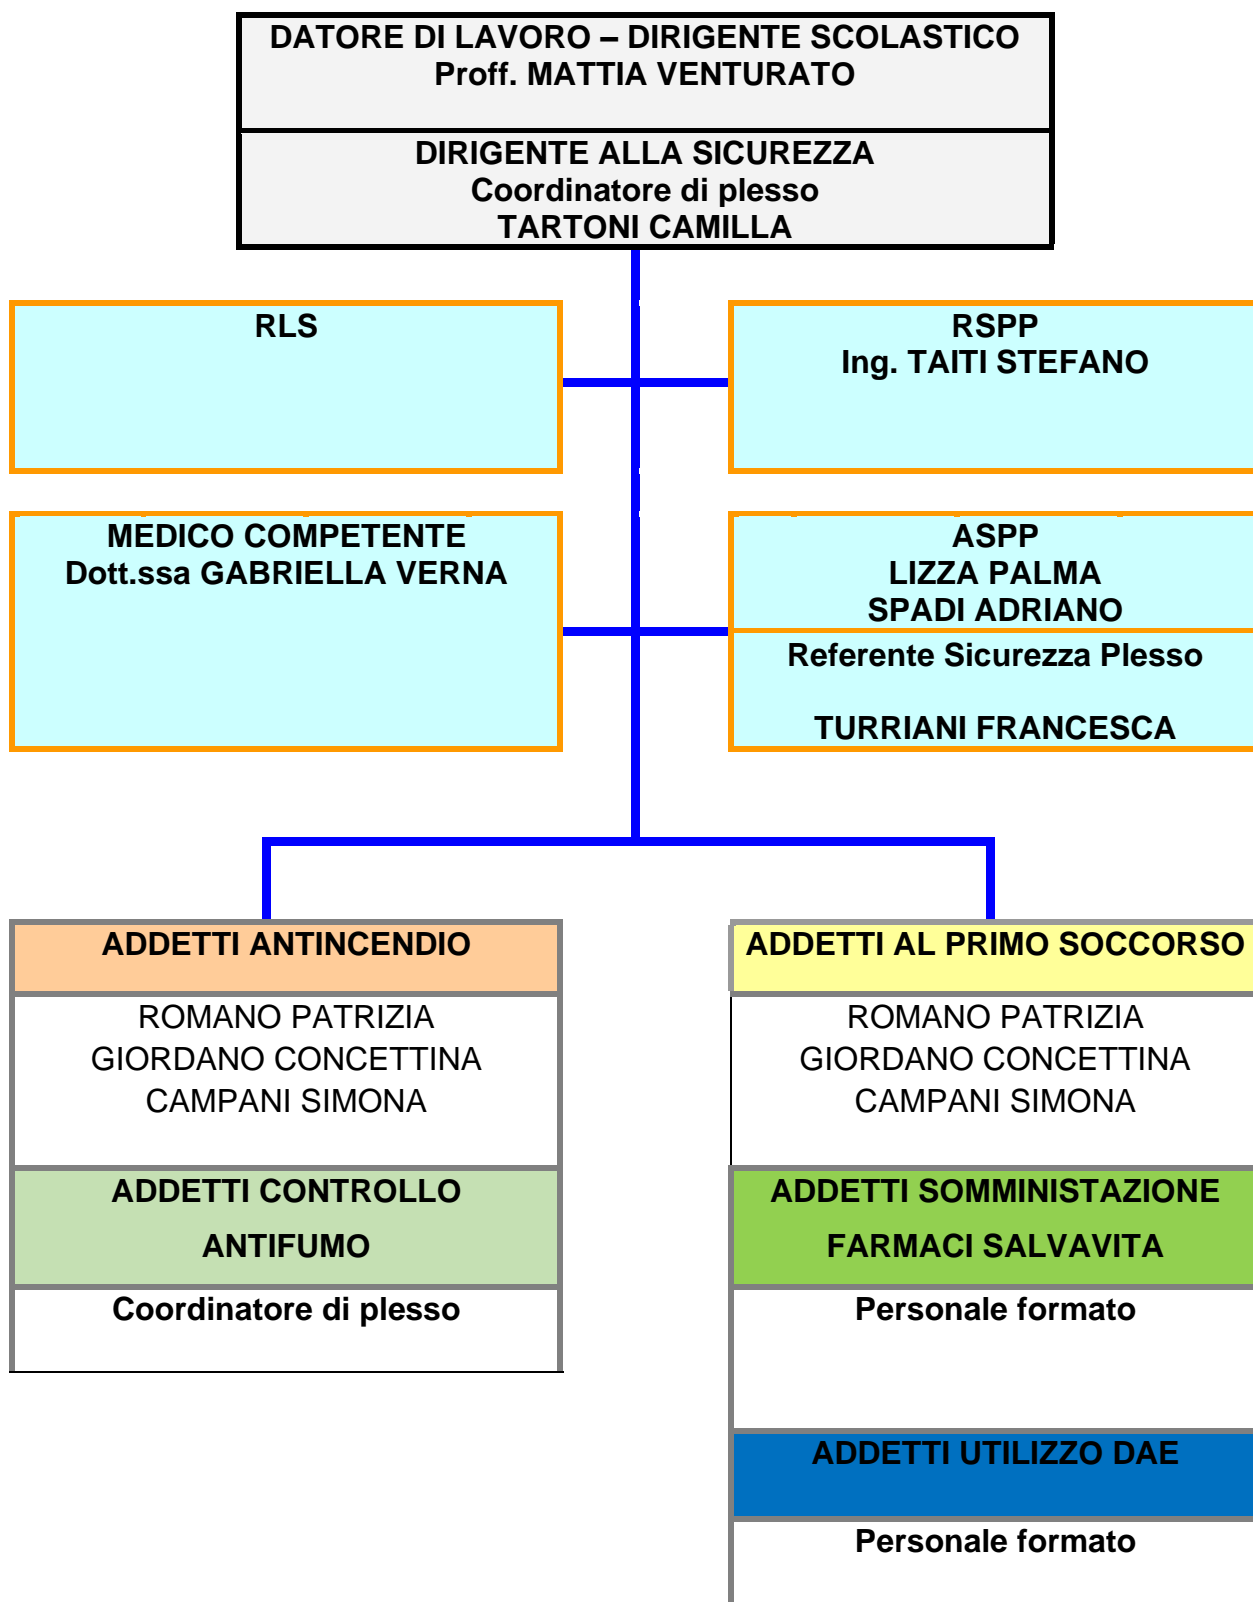 DATORE DI LAVORO – DIRIGENTE SCOLASTICO
Proff. MATTIA VENTURATO
DIRIGENTE ALLA SICUREZZA
Coordinatore di plesso
TARTONI CAMILLA
RLS
RSPP
Ing. TAITI STEFANO
MEDICO COMPETENTE
Dott.ssa GABRIELLA VERNA
ASPP
LIZZA PALMA
SPADI ADRIANO
Referente Sicurezza Plesso
TURRIANI FRANCESCA
ADDETTI ANTINCENDIO
ROMANO PATRIZIA
GIORDANO CONCETTINA
CAMPANI SIMONA
ADDETTI CONTROLLO
ANTIFUMO
Coordinatore di plesso
ADDETTI AL PRIMO SOCCORSO
ROMANO PATRIZIA
GIORDANO CONCETTINA
CAMPANI SIMONA
ADDETTI SOMMINISTAZIONE
FARMACI SALVAVITA
Personale formato
ADDETTI UTILIZZO DAE
Personale formato